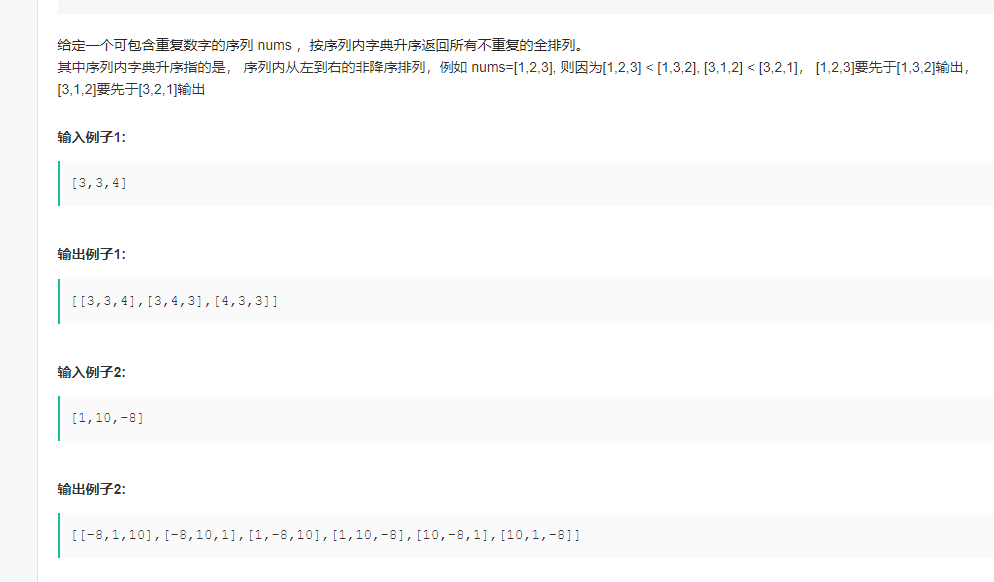 给定一个可包含重复数字的序列 nums ，按序列内字典升序返回所有不重复的全排列。
其中序列内字典升序指的是， 序列内从左到右的非降序排列，例如 nums=[1,2,3], 则因为[1,2,3] < [1,3,2], [3,1,2] < [3,2,1]， [1,2,3]要先于[1,3,2]输出，
[3,1,2]要先于[3,2,1]输出
输入例子1:
[3,3,4]
输出例子1:
[[3,3,4],[3,4,3],[4,3,3]]
输入例子2:
[1,10,-8]
输出例子2:
[[-8,1,10],[-8,10,1],[1,-8,10],[1,10,-8],[10,-8,1],[10,1,-8]]